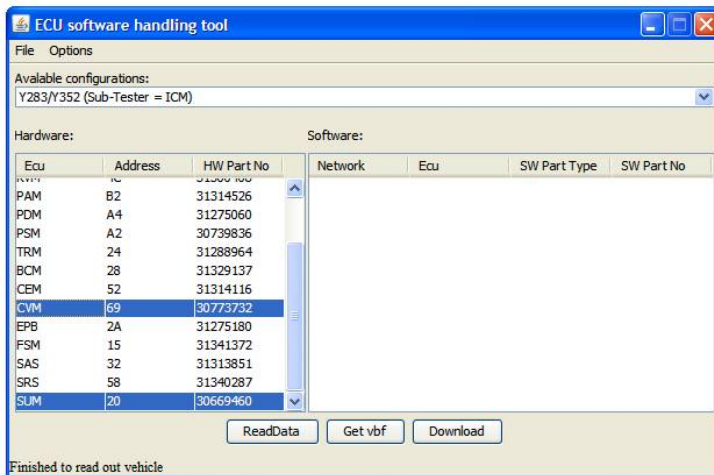 ECU software handling tool
File Options
Avalable configurations:
Y283/Y352 (Sub-Tester = ICM)
Hardware: Software:
Ecu Address HW Part No Network Ecu SW Part Type SW Part No
PAM B2 31314526
PDM A4 31275060
PSM A2 30739836
TRM 24 31288964
BCM 28 31329137
CEM 52 31314116
CVM 69 30773732
EPB 2A 31275180
FSM 15 31341372
SAS 32 31313851
SRS 58 31340287
SUM 20 30669460
ReadData Get vbf Download
Finished to read out vehicle